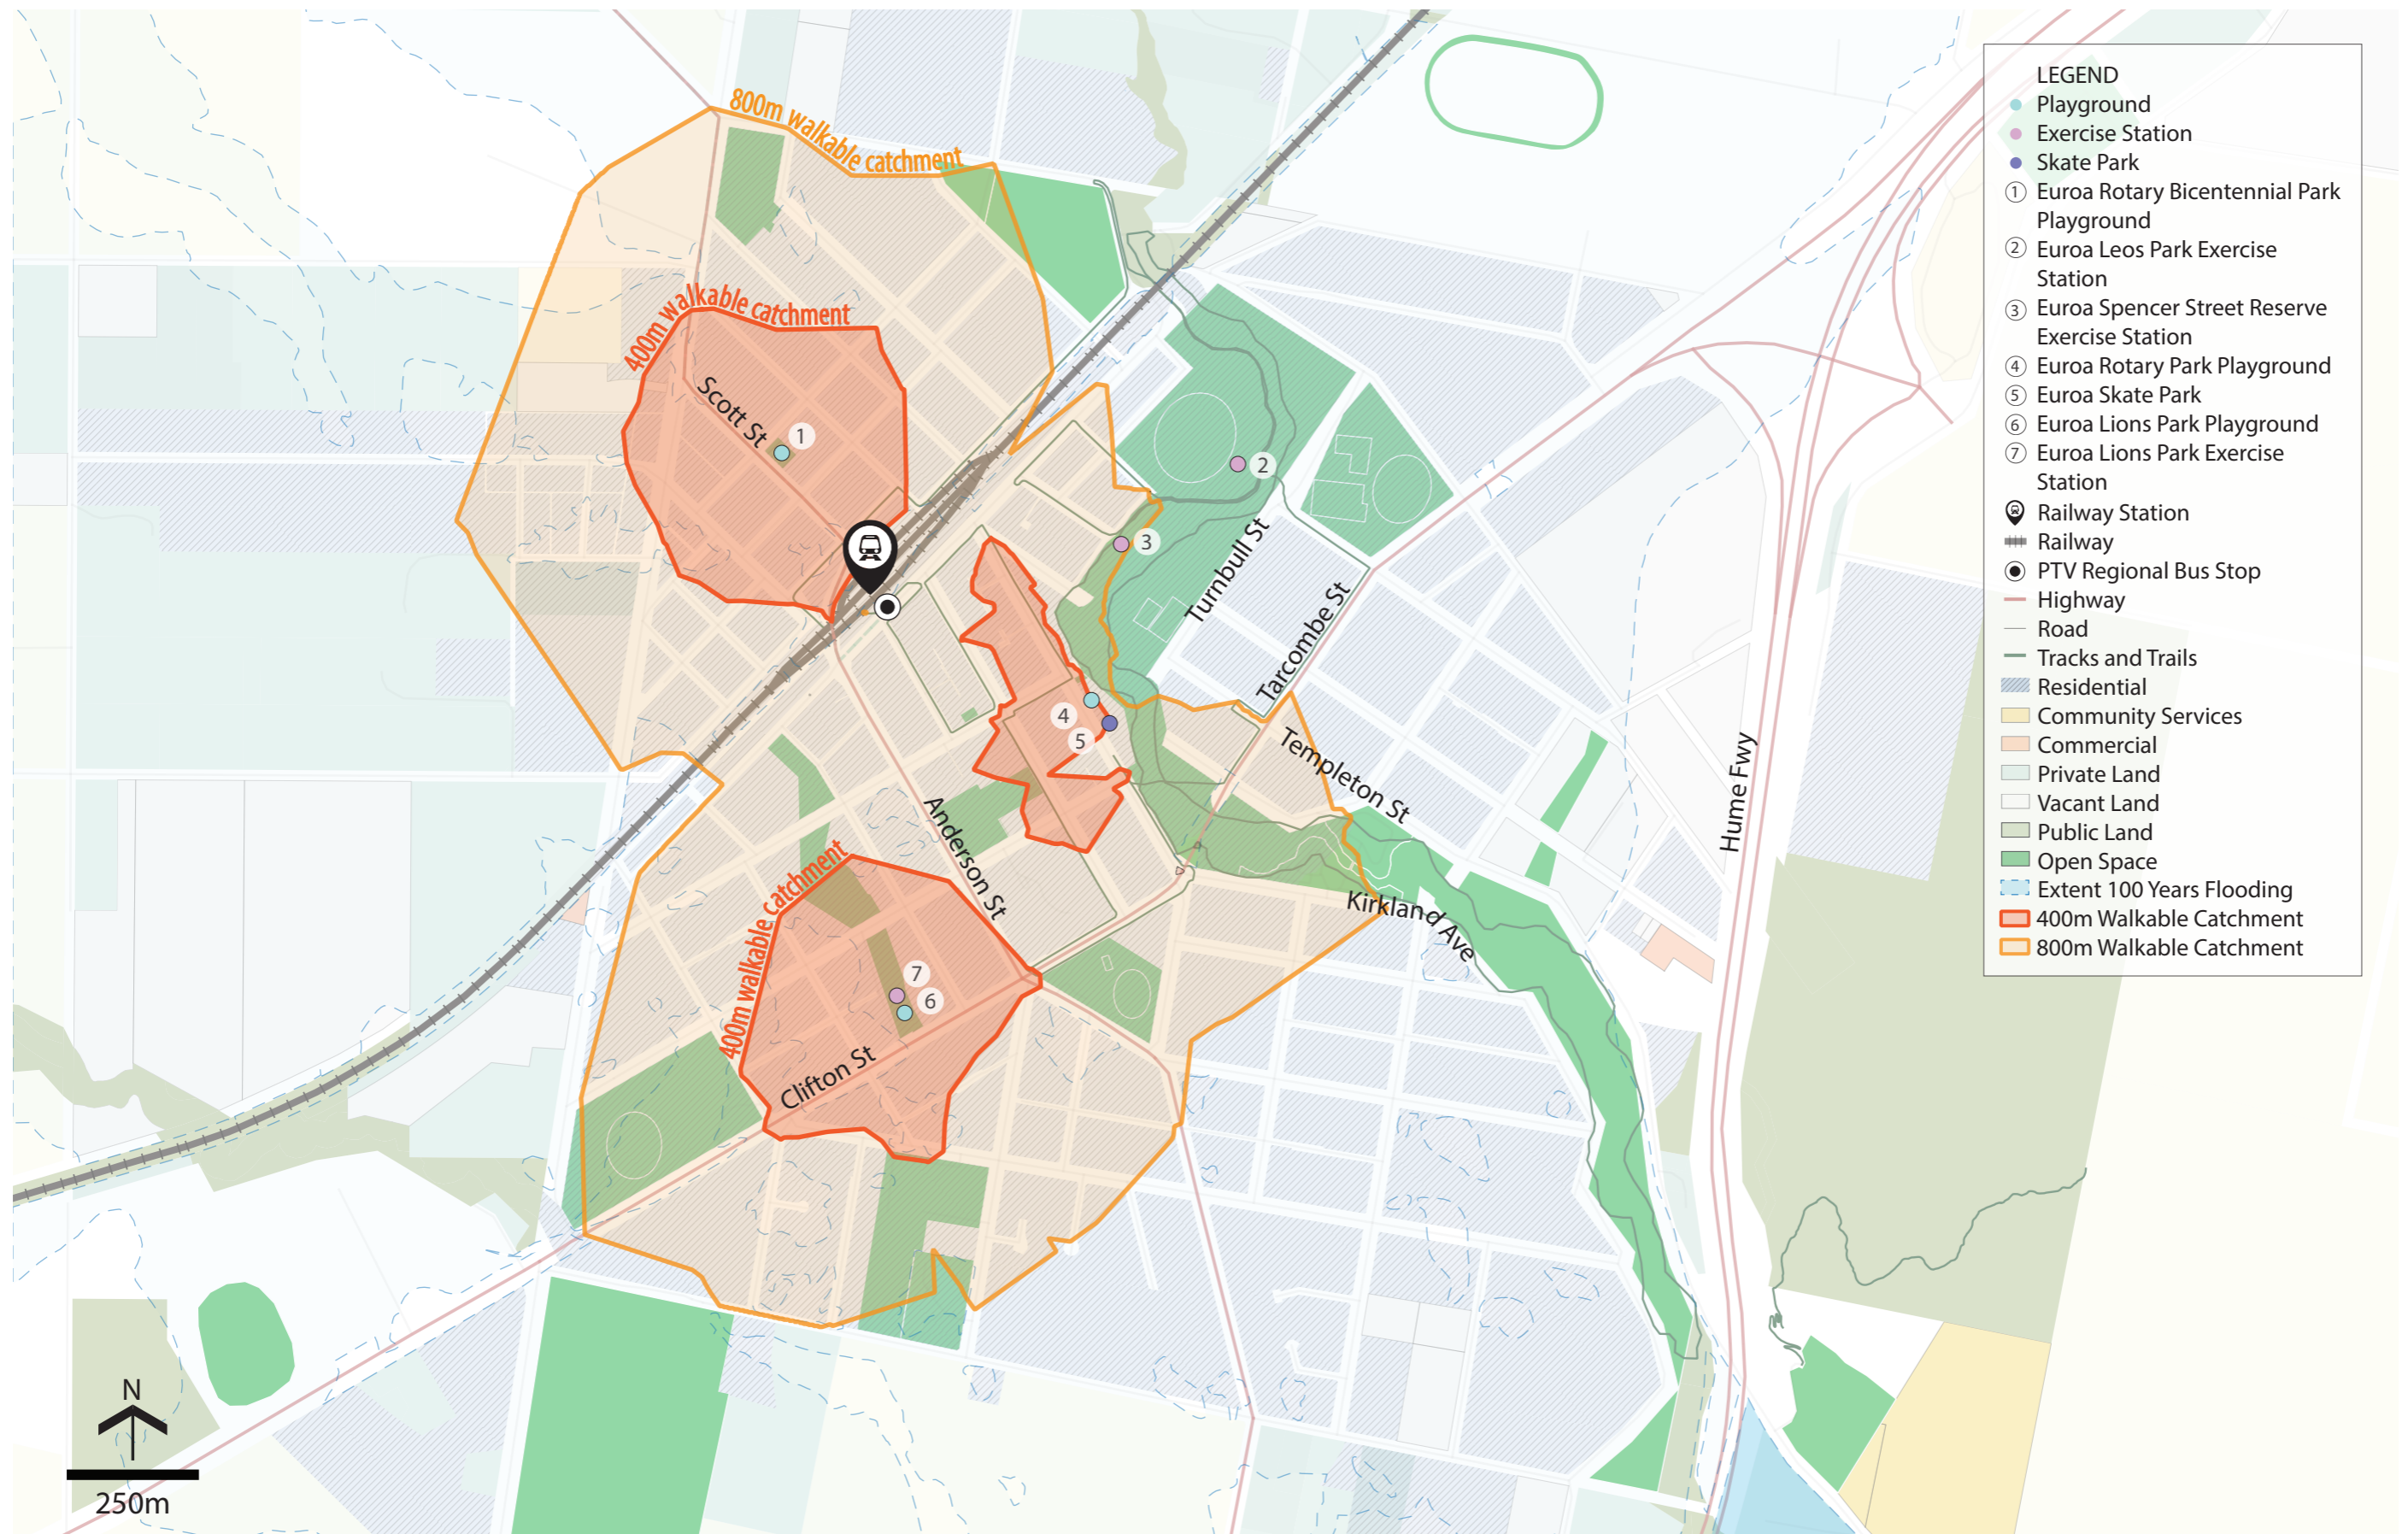 800m walkable catchment
400m walkable catchment
Scott St
1
2
3
Turnbull St
Tarcombe St
4
5
Templeton St
Anderson St
Hume Fwy
400m walkable catchment
Kirkland Ave
7
6
Clifton St
N
250m
LEGEND
Playground
Exercise Station
Skate Park
1 Euroa Rotary Bicentennial Park
Playground
2 Euroa Leos Park Exercise
Station
3 Euroa Spencer Street Reserve
Exercise Station
4 Euroa Rotary Park Playground
5 Euroa Skate Park
6 Euroa Lions Park Playground
7 Euroa Lions Park Exercise
Station
Railway Station
Railway
PTV Regional Bus Stop
Highway
Road
Tracks and Trails
Residential
Community Services
Commercial
Private Land
Vacant Land
Public Land
Open Space
Extent 100 Years Flooding
400m Walkable Catchment
800m Walkable Catchment